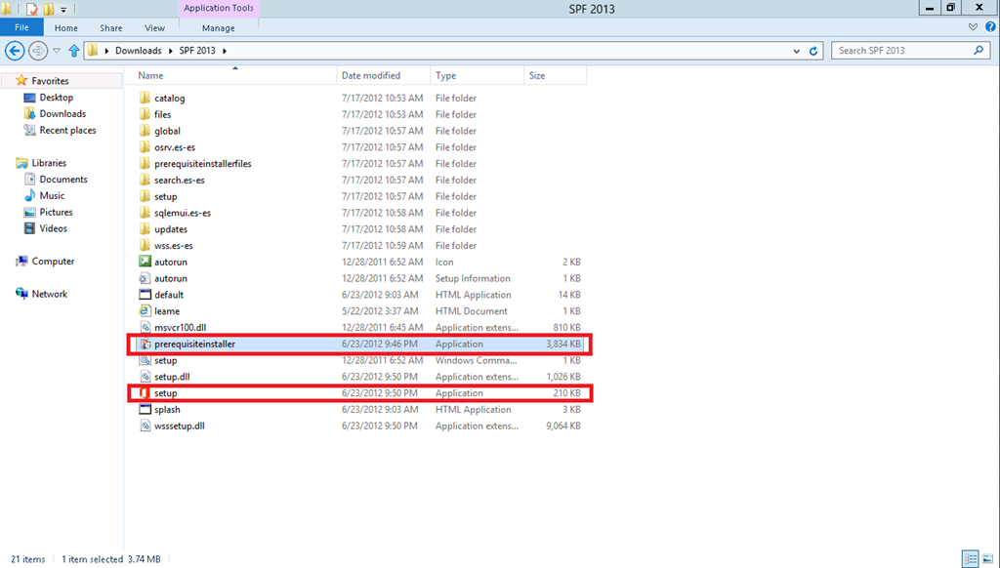 Application Tools
SPF 2013
File Home Share View Manage
Downloads SPF 2013
Search SPF 2013
Name Date modified Type Size
Favorites
Desktop
Downloads
Recent places
Libraries
Documents
Music
Pictures
Videos
Computer
Network
catalog 7/17/2012 10:53 AM File folder
files 7/17/2012 10:53 AM File folder
global 7/17/2012 10:57 AM File folder
osrv.es-es 7/17/2012 10:57 AM File folder
prerequisiteinstallerfiles 7/17/2012 10:57 AM File folder
search.es-es 7/17/2012 10:57 AM File folder
setup 7/17/2012 10:57 AM File folder
sqlemui.es-es 7/17/2012 10:58 AM File folder
updates 7/17/2012 10:58 AM File folder
wss.es-es 7/17/2012 10:59 AM File folder
autorun 12/28/2011 6:52 AM Icon 2 KB
autorun 12/28/2011 6:52 AM Setup Information 1 KB
default 6/23/2012 9:03 AM HTML Application 14 KB
leame 5/22/2012 3:37 AM HTML Document 1 KB
msvcr100.dll 12/28/2011 6:45 AM Application extens... 810 KB
prerequisiteinstaller 6/23/2012 9:46 PM Application 3,834 KB
setup 12/28/2011 6:52 AM Windows Comma... 1 KB
setup.dll 6/23/2012 9:50 PM Application extens... 1,026 KB
setup 6/23/2012 9:50 PM Application 210 KB
splash 6/23/2012 9:03 AM HTML Application 3 KB
wsssetup.dll 6/23/2012 9:50 PM Application extens... 9,064 KB
21 items 1 item selected 3.74 MB